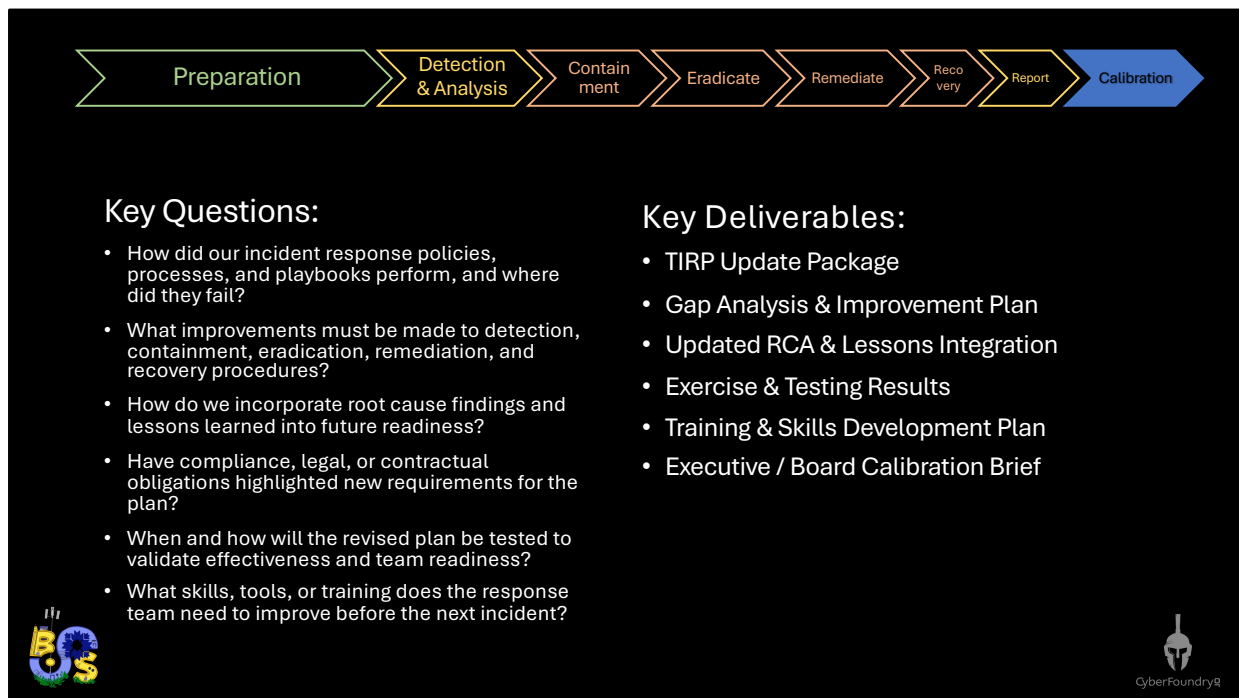 Preparation
Detection
& Analysis
Contain
ment
Eradicate
Remediate
Reco
very
Report
Calibration
Key Questions:
• How did our incident response policies,
processes, and playbooks perform, and where
did they fail?
• What improvements must be made to detection,
containment, eradication, remediation, and
recovery procedures?
• How do we incorporate root cause findings and
lessons learned into future readiness?
• Have compliance, legal, or contractual
obligations highlighted new requirements for the
plan?
• When and how will the revised plan be tested to
validate effectiveness and team readiness?
• What skills, tools, or training does the response
team need to improve before the next incident?
Key Deliverables:
• TIRP Update Package
• Gap Analysis & Improvement Plan
• Updated RCA & Lessons Integration
• Exercise & Testing Results
• Training & Skills Development Plan
• Executive / Board Calibration Brief
CyberFoundry